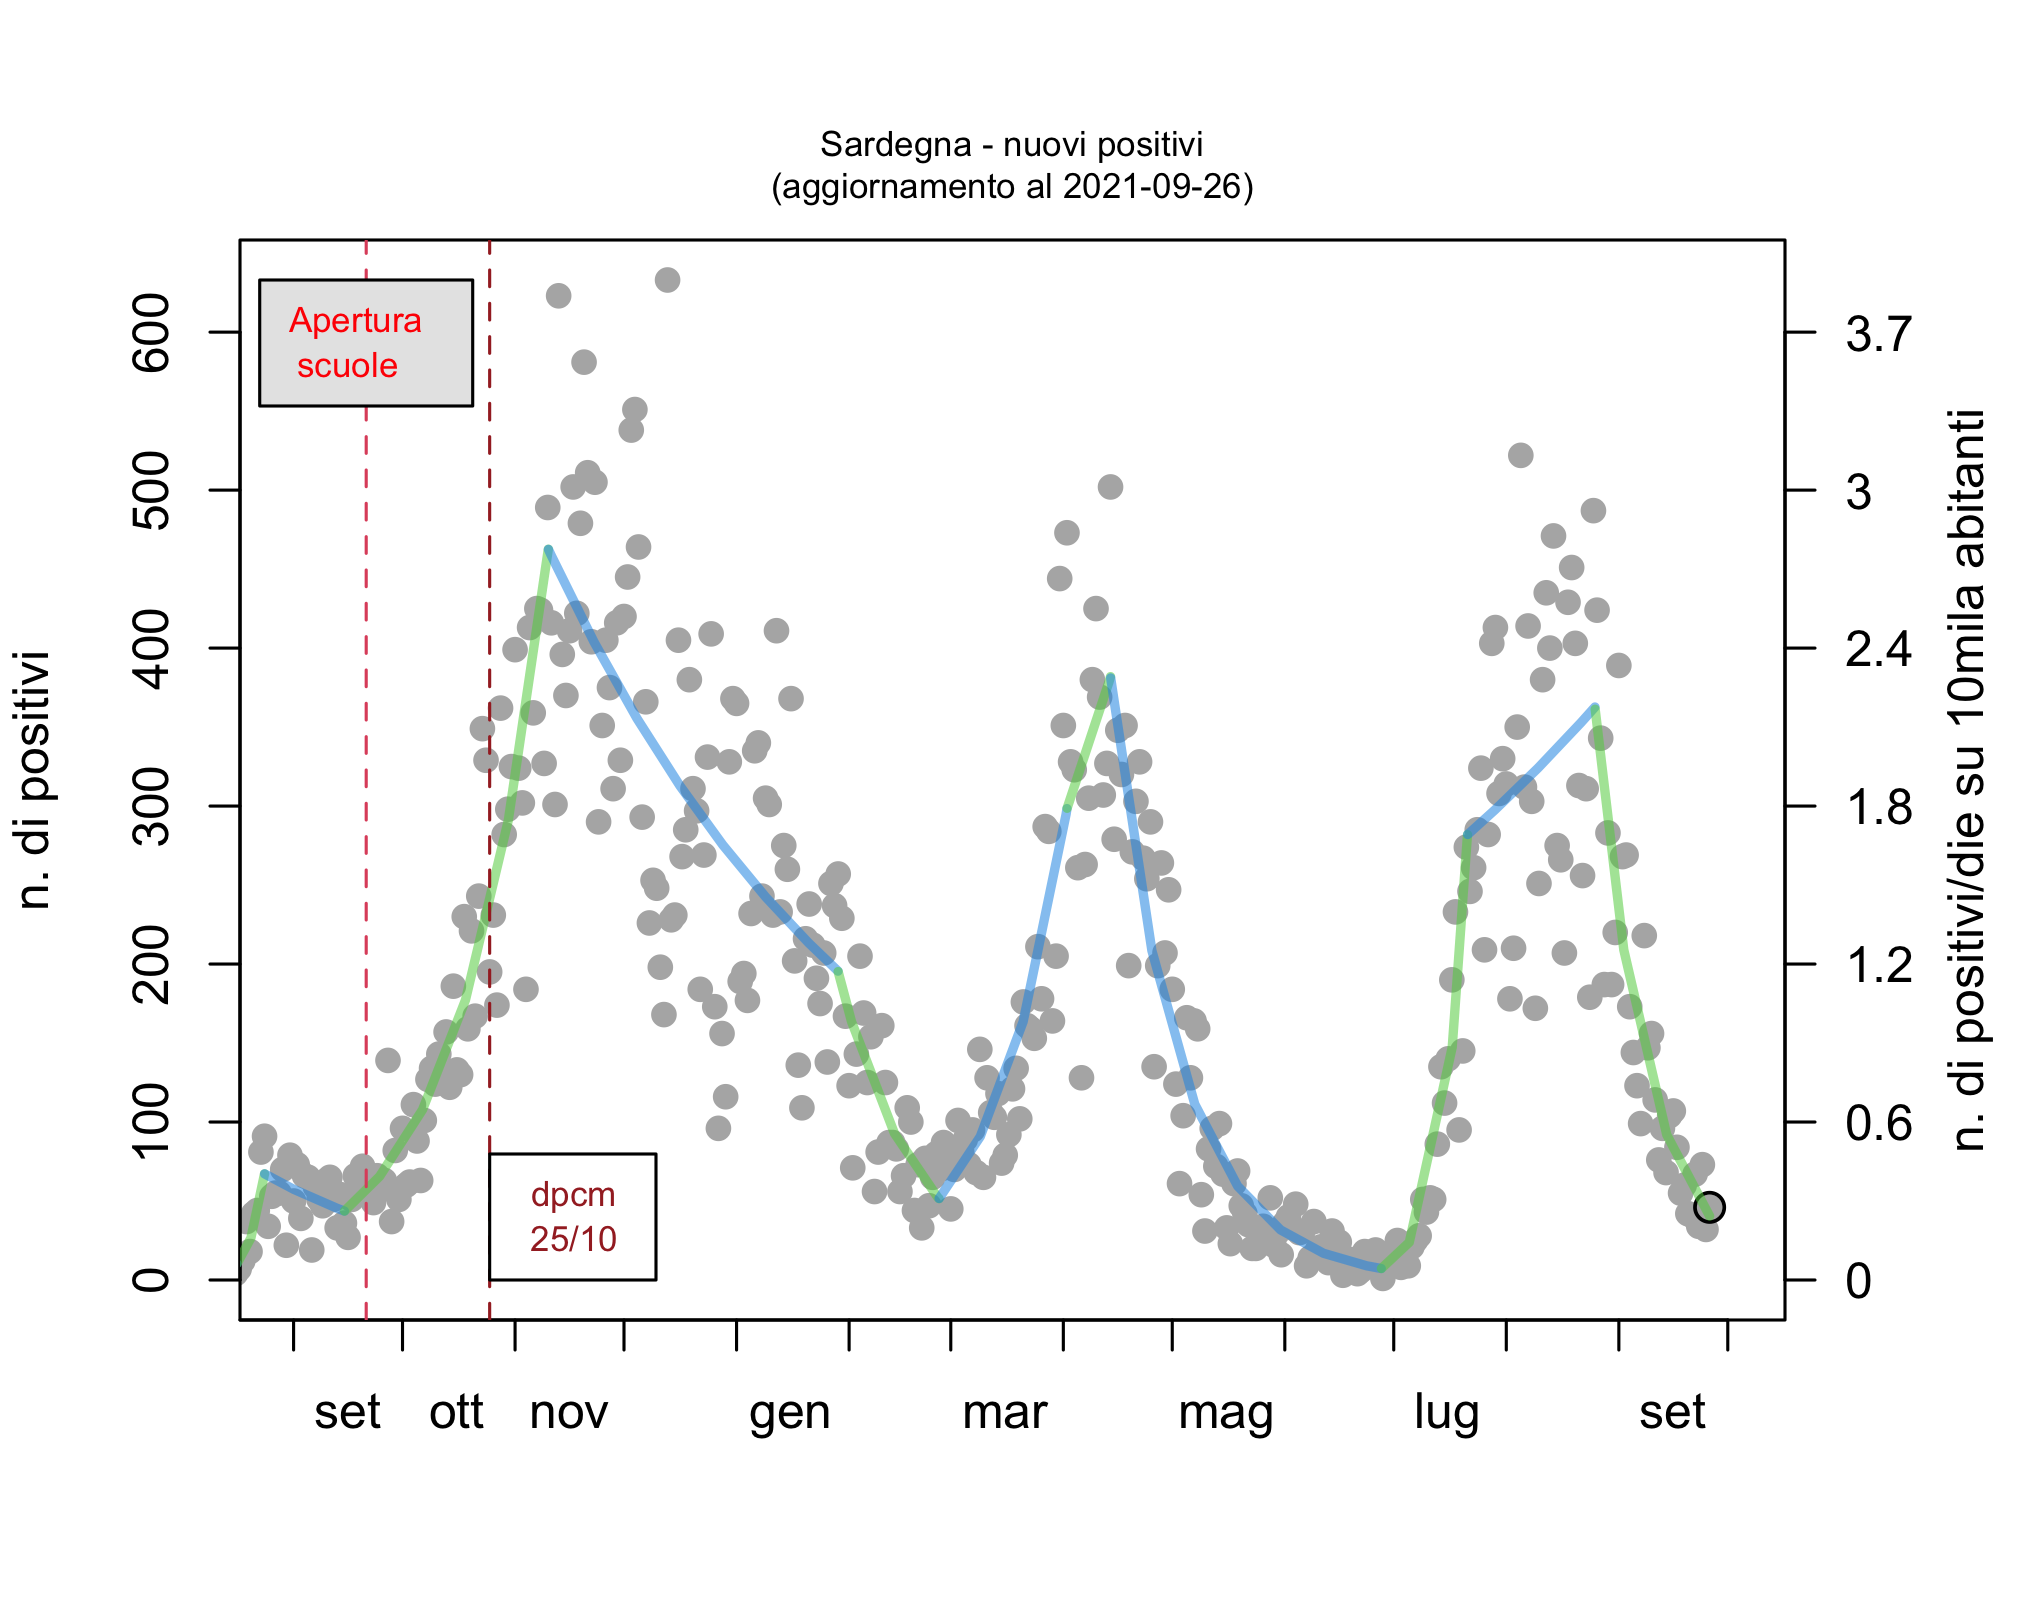 Sardegna - nuovi positivi
(aggiornamento al 2021-09-26)
Apertura
scuole
dpcm
25/10
n. di positivi
0
100
200
300
400
500
600
n. di positivi/die su 10mila abitanti
3.7
3
2.4
1.8
1.2
0.6
0
set ott nov gen mar mag lug set